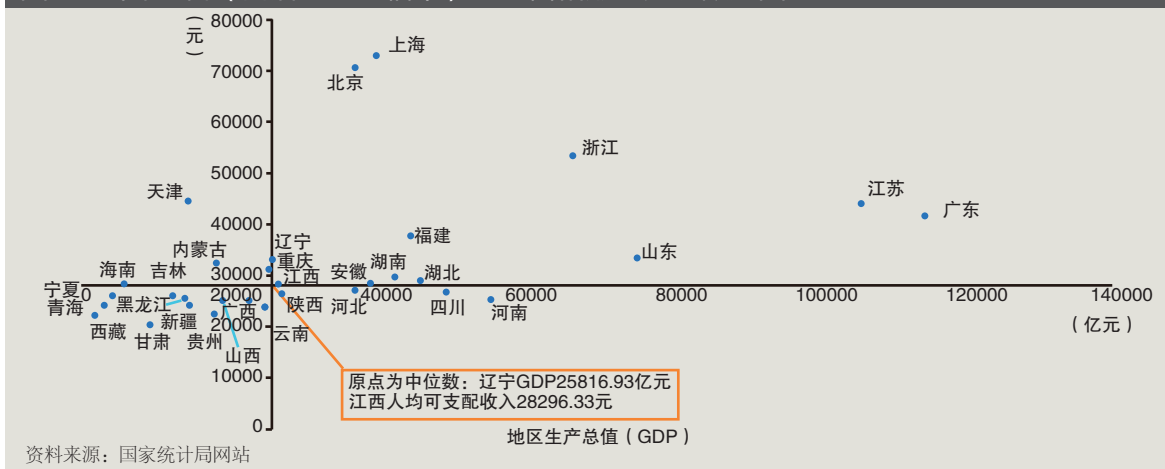 80000
（元）
上海
70000
北京
60000
浙江
50000
天津
江苏
广东
40000
福建
辽宁
内蒙古
重庆
山东
30000
海南
吉林
江西
安徽
湖南
湖北
宁夏
0
20000
40000
60000
80000
100000
120000
140000
青海
黑龙江
广西
陕西
河北
四川
河南
（亿元）
西藏
新疆
20000
甘肃
贵州
云南
山西
10000
原点为中位数：辽宁GDP25816.93亿元
江西人均可支配收入28296.33元
0
地区生产总值（GDP）
资料来源：国家统计局网站